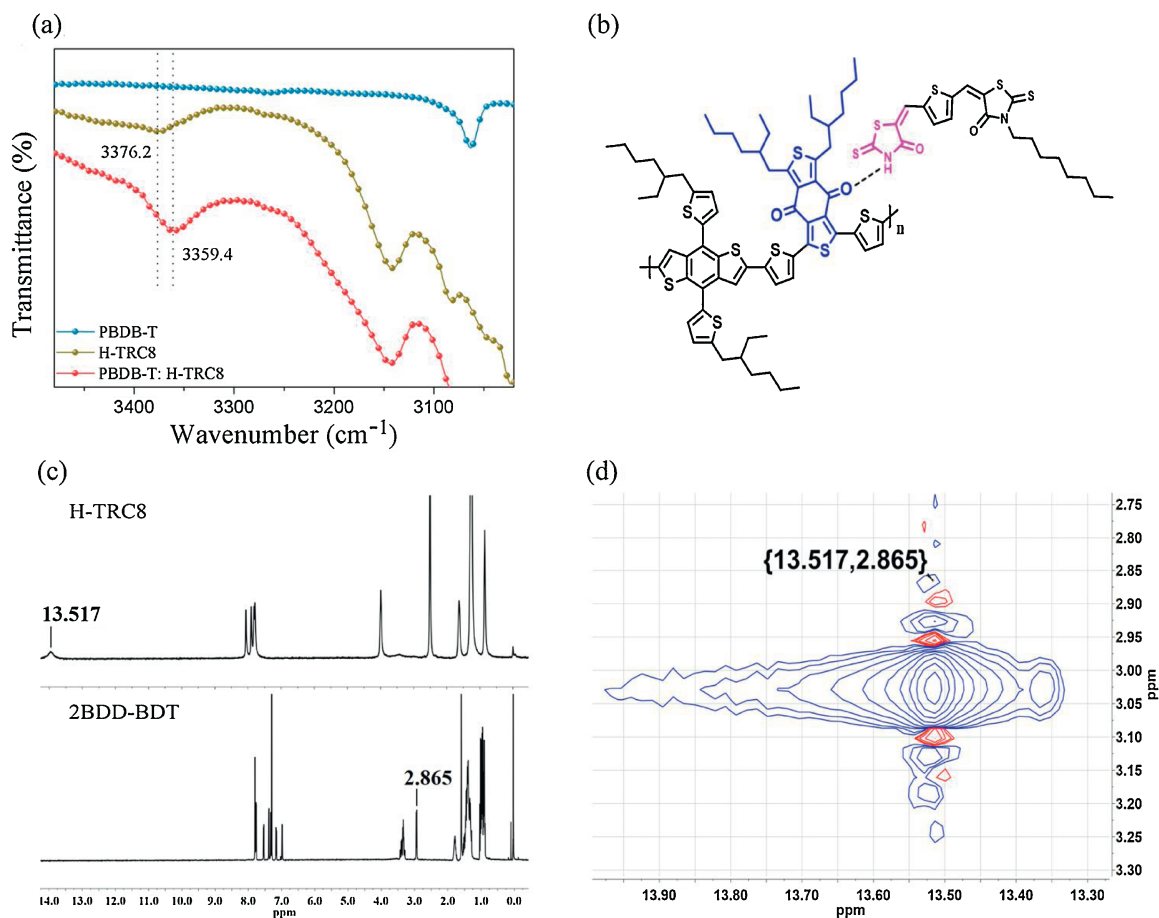 (a)
Transmittance (%)
3376.2
3359.4
PBDB-T
H-TRC8
PBDB-T: H-TRC8
3400 3300 3200 3100
Wavenumber (cm⁻¹)
(b)
S
S
S
S
S
S
S
S
O
O
n
S
S
N
H
O
S
S
S
N
O
(c)
H-TRC8
13.517
2BDD-BDT
2.865
14.0 13.0 12.0 11.0 10.0 9.0 8.0 7.0 6.0 5.0 4.0 3.0 2.0 1.0 0.0
ppm
(d)
{13.517,2.865}
2.75
2.80
2.85
2.90
2.95
3.00
3.05
3.10
3.15
3.20
3.25
3.30
ppm
13.90 13.80 13.70 13.60 13.50 13.40 13.30
ppm